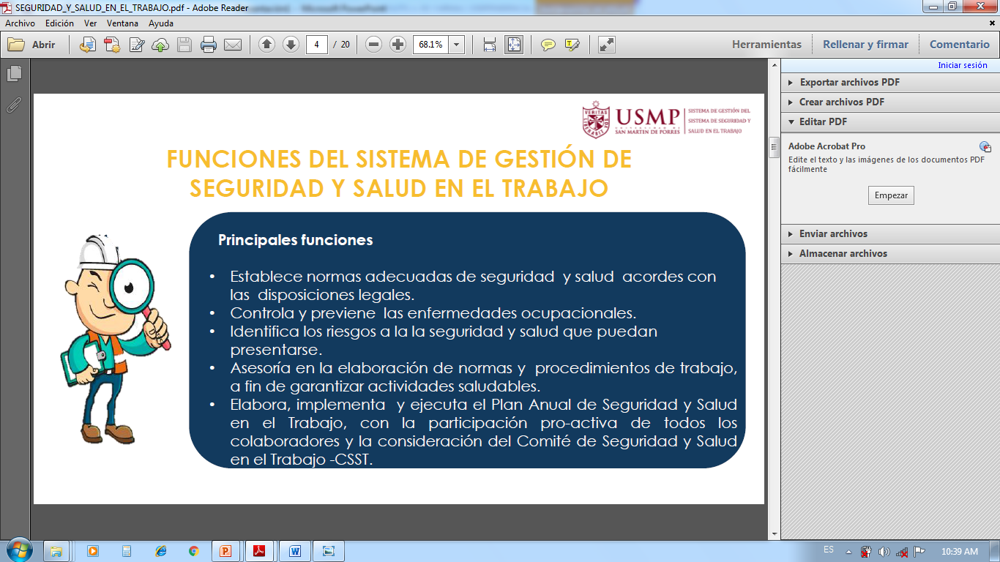 SEGURIDAD_Y_SALUD_EN_EL_TRABAJO.pdf - Adobe Reader
Microsoft PowerPoint
Archivo Edición Ver Ventana Ayuda
Abrir 4 / 20 68.1% Herramientas Rellenar y firmar Comentario
Iniciar sesión
Exportar archivos PDF
Crear archivos PDF
Editar PDF
Adobe Acrobat Pro
Edite el texto y las imágenes de los documentos PDF
fácilmente
Empezar
Enviar archivos
Almacenar archivos
VERITAS
LIBERABIT VOS
USMP
UNIVERSIDAD DE
SAN MARTIN DE PORRES
SISTEMA DE GESTIÓN DEL
SISTEMA DE SEGURIDAD Y
SALUD EN EL TRABAJO
FUNCIONES DEL SISTEMA DE GESTIÓN DE
SEGURIDAD Y SALUD EN EL TRABAJO
Principales funciones
• Establece normas adecuadas de seguridad y salud acordes con
las disposiciones legales.
• Controla y previene las enfermedades ocupacionales.
• Identifica los riesgos a la la seguridad y salud que puedan
presentarse.
• Asesoría en la elaboración de normas y procedimientos de trabajo,
a fin de garantizar actividades saludables.
• Elabora, implementa y ejecuta el Plan Anual de Seguridad y Salud
en el Trabajo, con la participación pro-activa de todos los
colaboradores y la consideración del Comité de Seguridad y Salud
en el Trabajo -CSST.
ES 10:39 AM